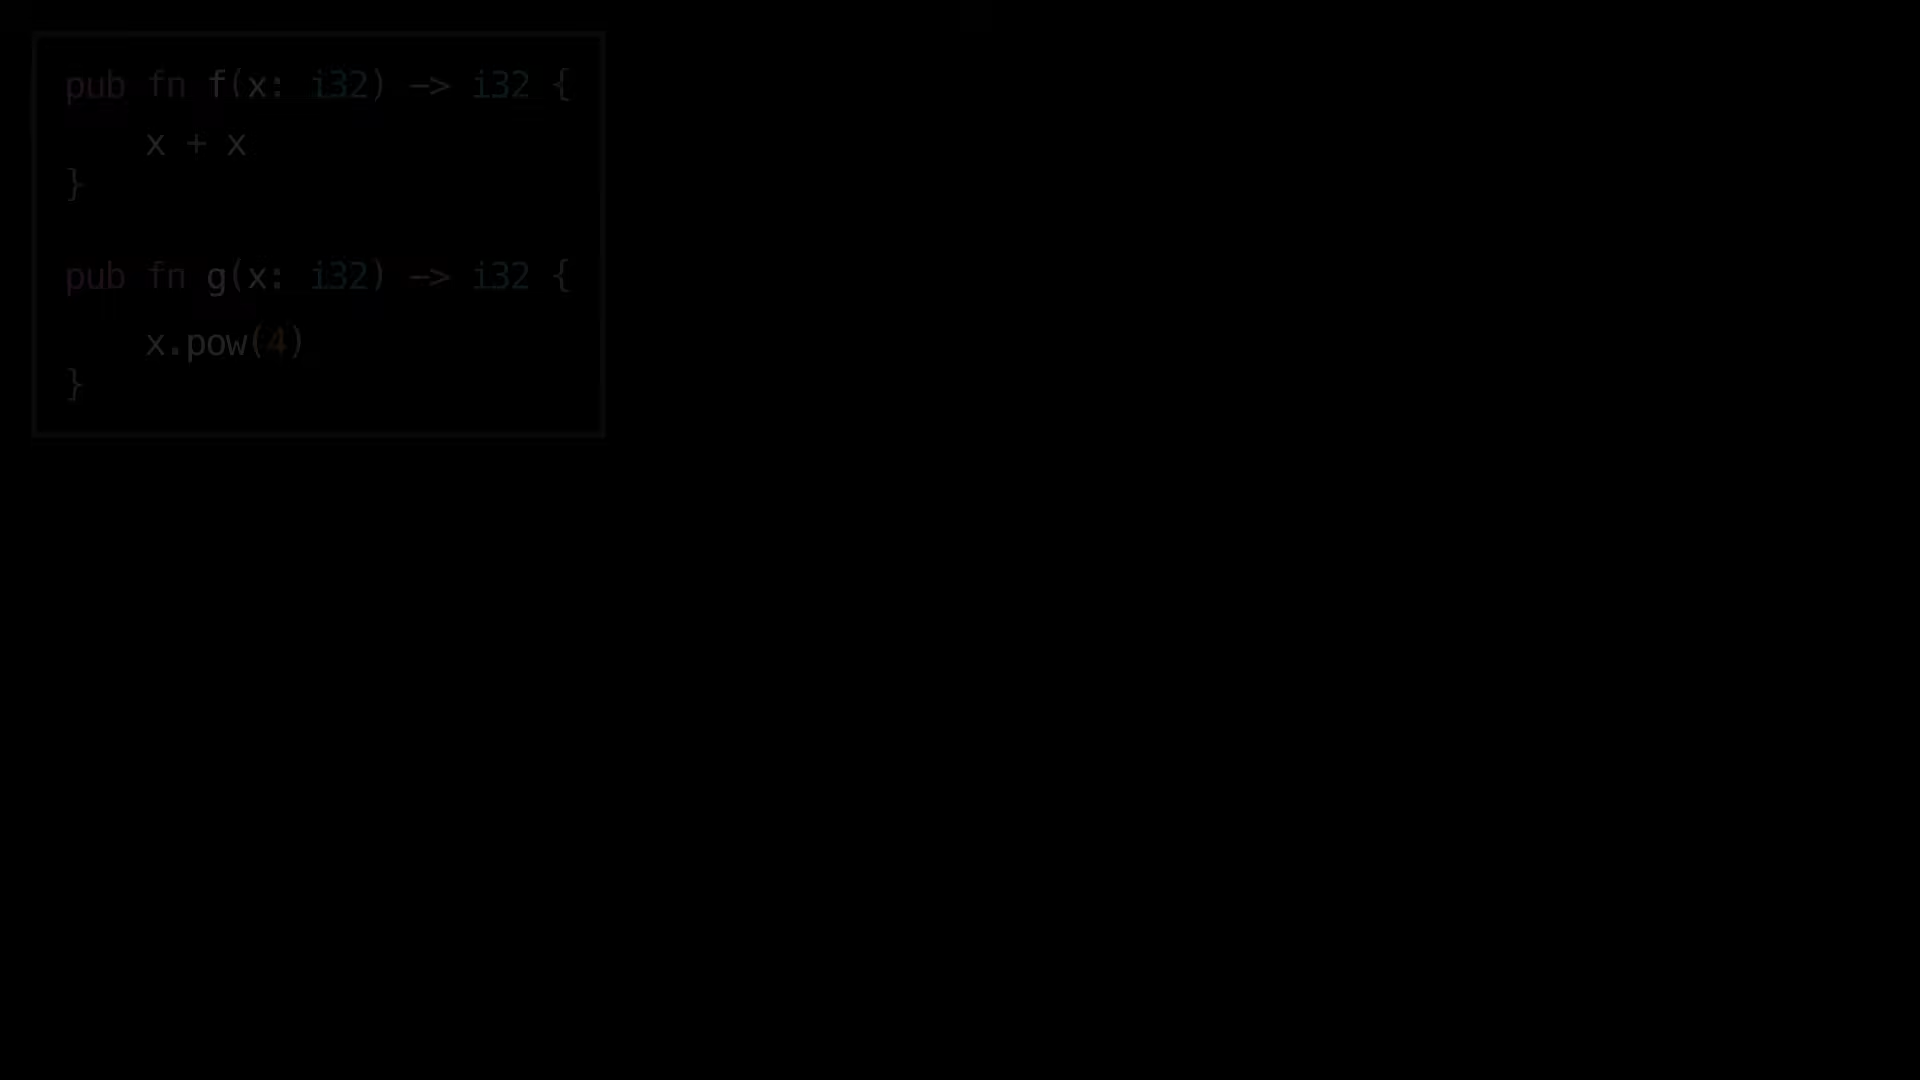 pub fn f(x: i32) -> i32 {
    x + x
}
pub fn g(x: i32) -> i32 {
    x.pow(4)
}